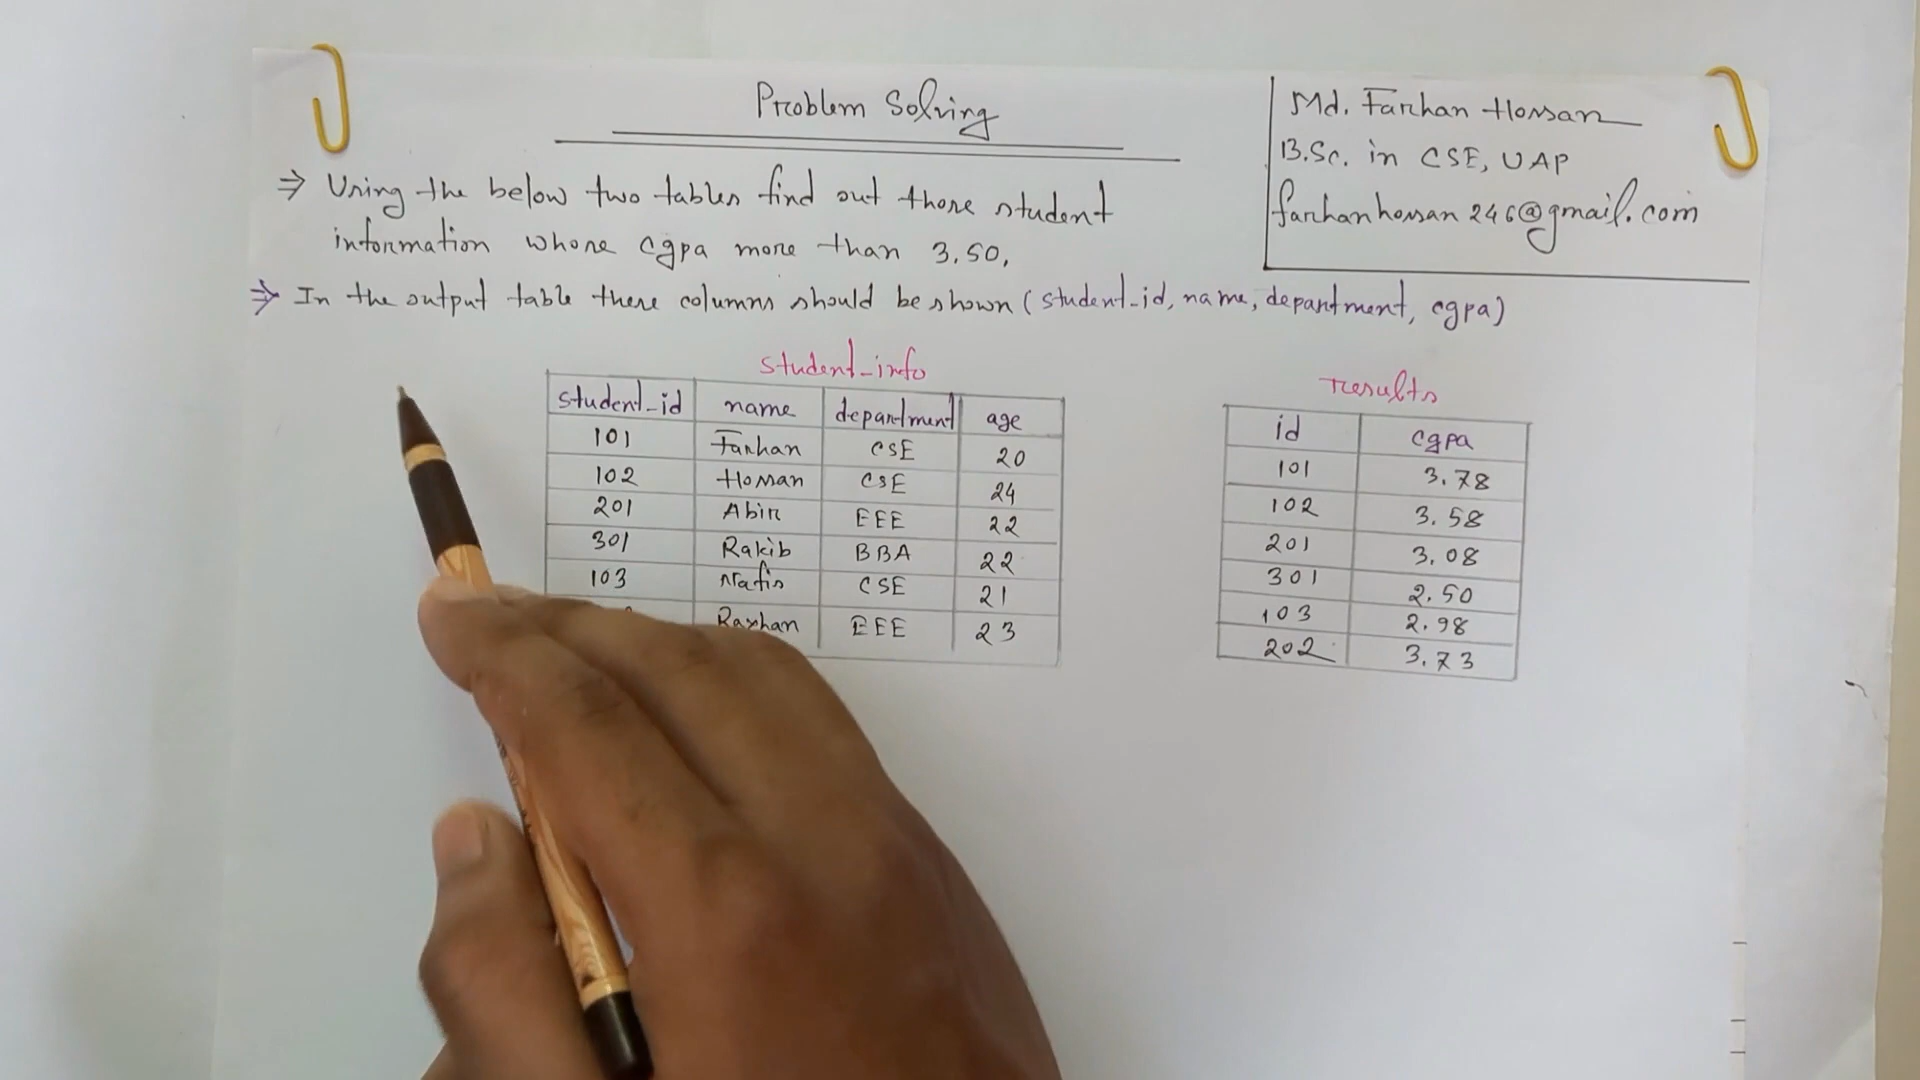 Problem Solving
Md. Farhan Hossan
B.Sc. in CSE, UAP
farhanhossan246@gmail.com
⇒ Using the below two tables find out those student
information whose cgpa more than 3.50.
⇒ In the output table these columns should be shown (student_id, name, department, cgpa)
student_info
student_id name department age
101 Farhan CSE 20
102 Hossan CSE 24
201 Abir EEE 22
301 Rakib BBA 22
103 Nafis CSE 21
Rayhan EEE 23
results
id cgpa
101 3.78
102 3.58
201 3.08
301 2.50
103 2.98
202 3.73